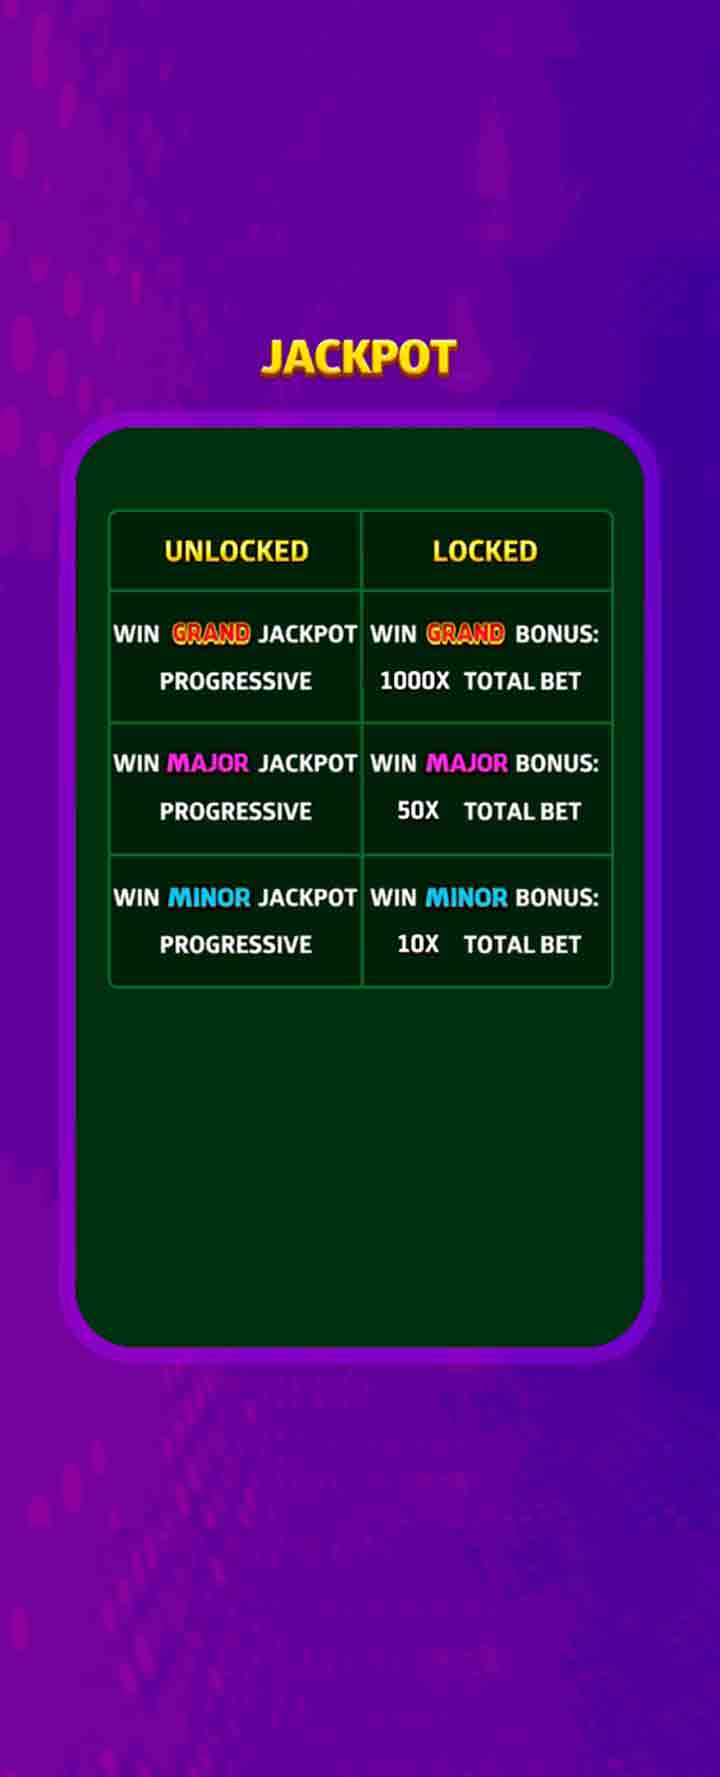 JACKPOT
UNLOCKED
LOCKED
WIN GRAND JACKPOT
PROGRESSIVE
WIN GRAND BONUS:
1000X TOTAL BET
WIN MAJOR JACKPOT
PROGRESSIVE
WIN MAJOR BONUS:
50X TOTAL BET
WIN MINOR JACKPOT
PROGRESSIVE
WIN MINOR BONUS:
10X TOTAL BET